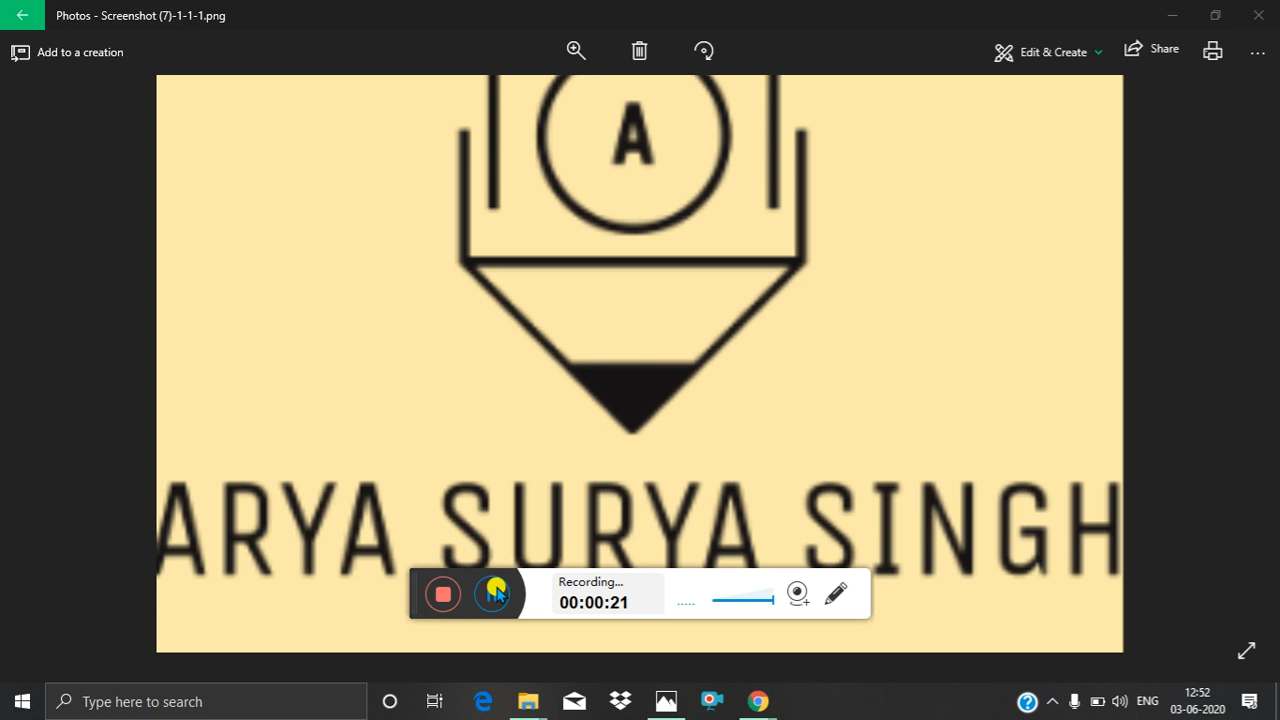 Photos - Screenshot (7)-1-1-1.png
Add to a creation
Edit & Create
Share
A
ARYA SURYA SINGH
Recording...
00:00:21
Type here to search
ENG
12:52
03-06-2020